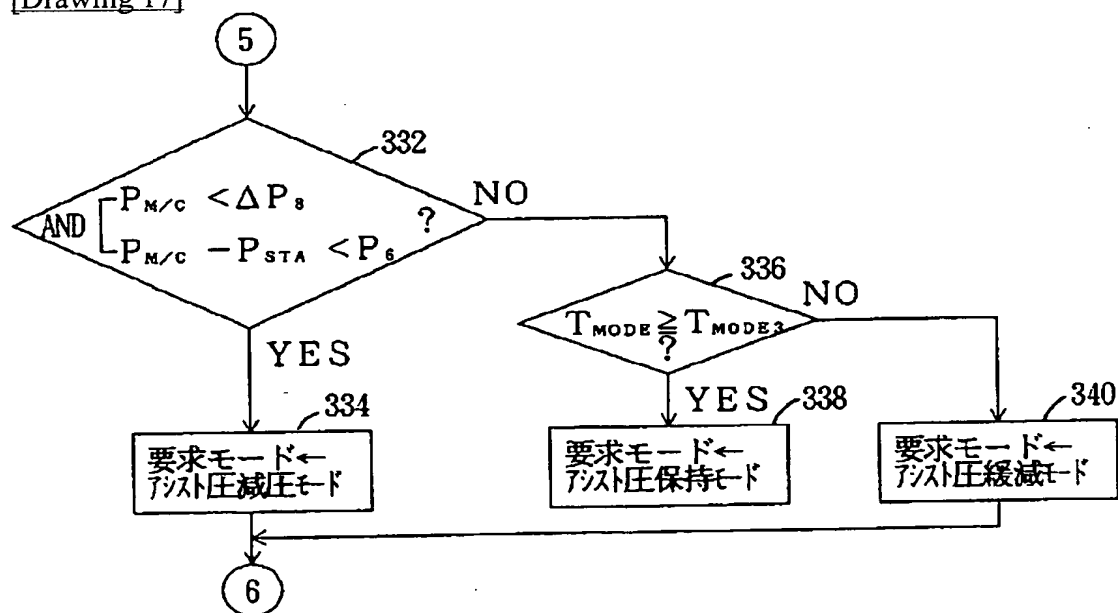 [Drawing 17]
5
332
AND
P_M/C < ΔP_8
P_M/C − P_STA < P_6
?
NO
YES
336
T_MODE ≧ T_MODE3
?
NO
YES
334
要求モード←
アシスト圧減圧モード
338
要求モード←
アシスト圧保持モード
340
要求モード←
アシスト圧緩減モード
6